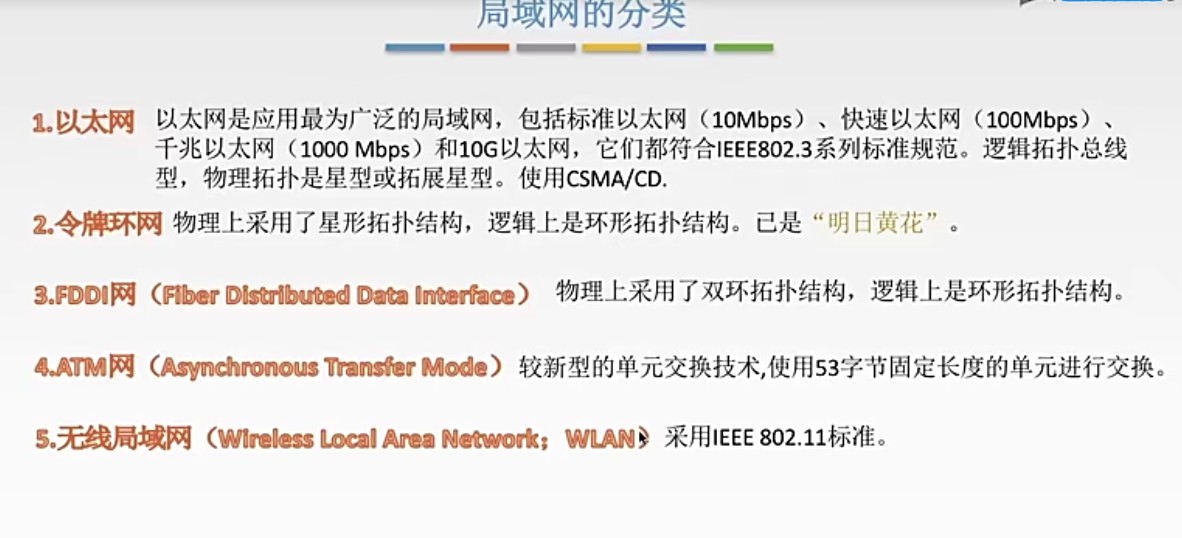 局域网的分类
1.以太网 以太网是应用最为广泛的局域网，包括标准以太网（10Mbps）、快速以太网（100Mbps）、
千兆以太网（1000 Mbps）和10G以太网，它们都符合IEEE802.3系列标准规范。逻辑拓扑总线
型，物理拓扑是星型或拓展星型。使用CSMA/CD.
2.令牌环网 物理上采用了星形拓扑结构，逻辑上是环形拓扑结构。已是“明日黄花”。
3.FDDI网（Fiber Distributed Data Interface） 物理上采用了双环拓扑结构，逻辑上是环形拓扑结构。
4.ATM网（Asynchronous Transfer Mode） 较新型的单元交换技术,使用53字节固定长度的单元进行交换。
5.无线局域网（Wireless Local Area Network；WLAN） 采用IEEE 802.11标准。